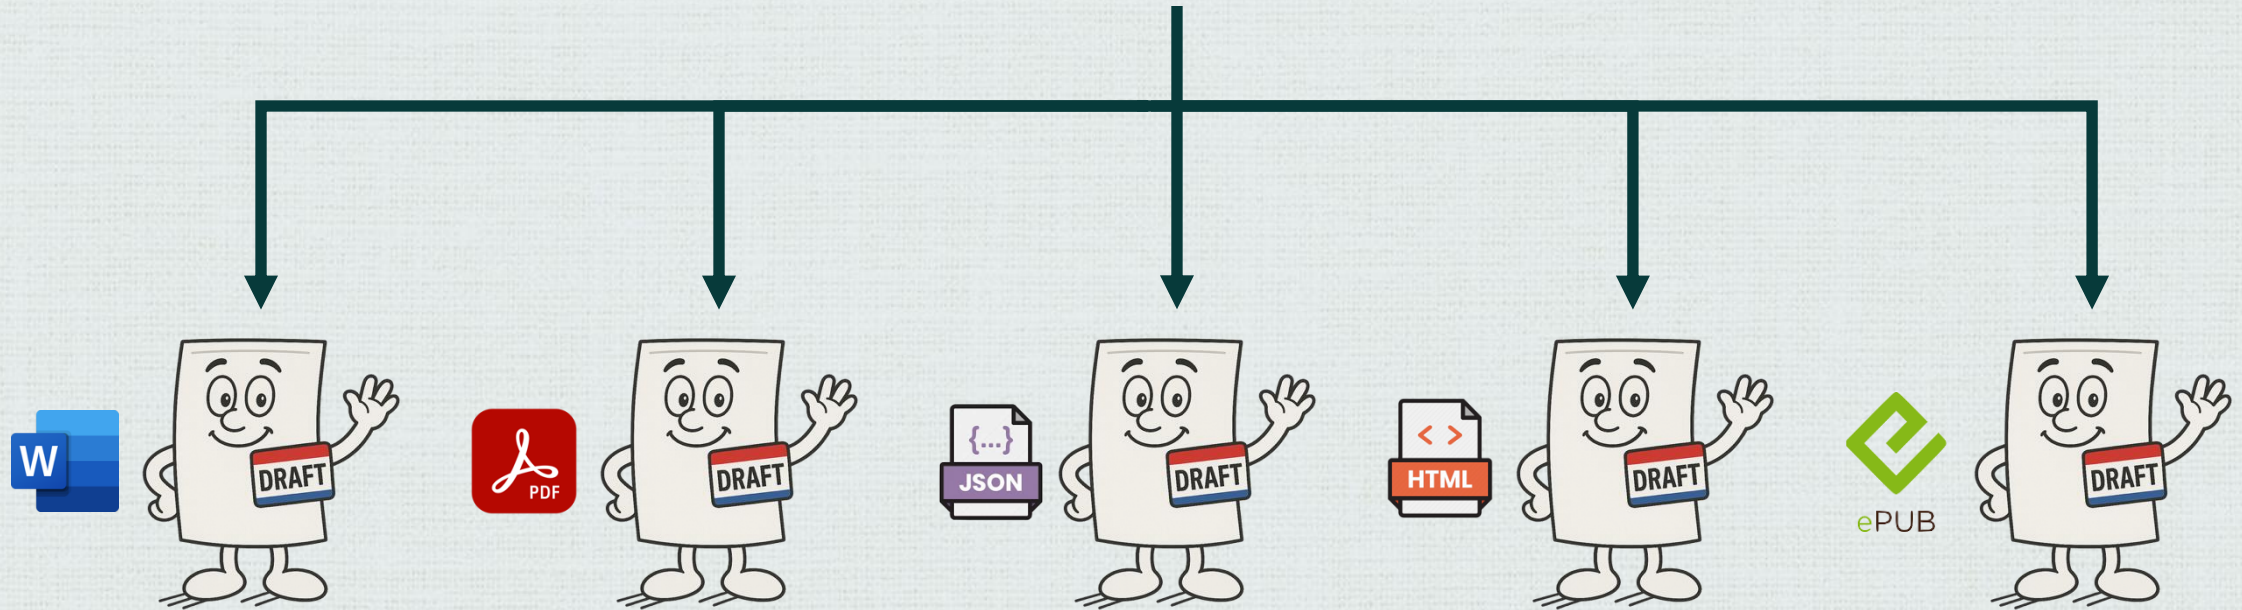 W
DRAFT
PDF
DRAFT
{...}
JSON
DRAFT
< >
HTML
DRAFT
ePUB
DRAFT